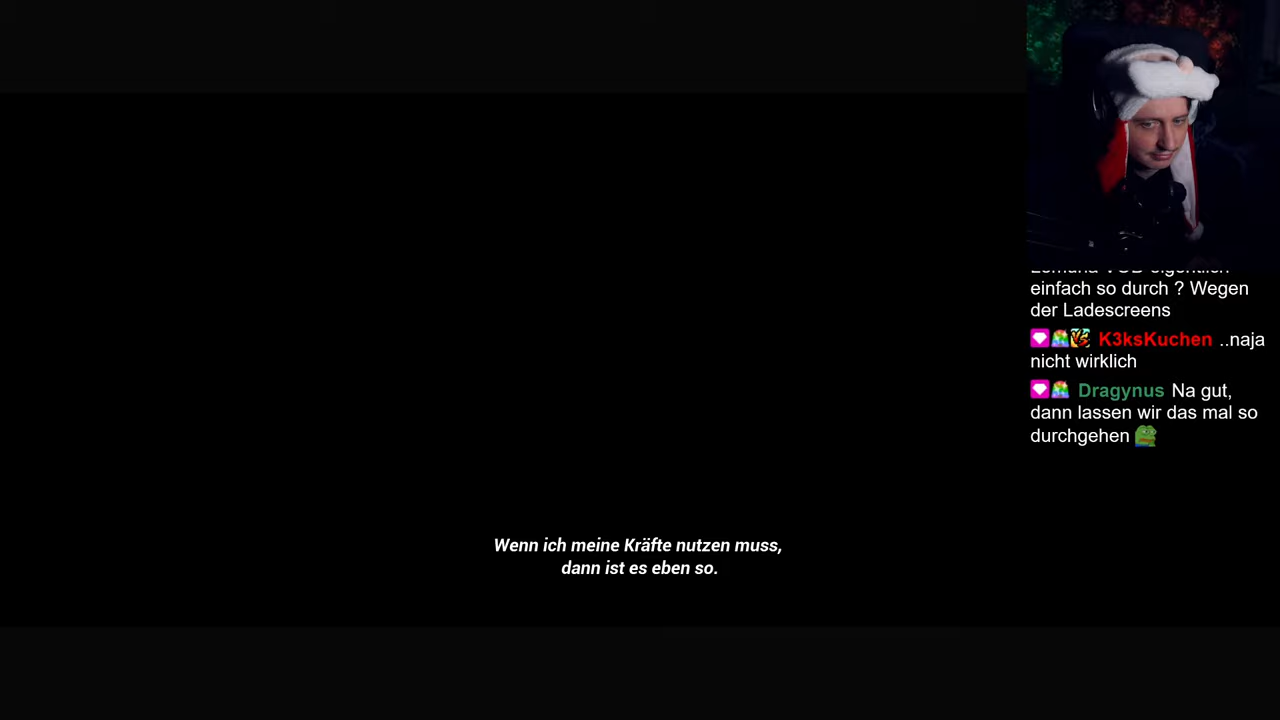 einfach so durch ? Wegen
der Ladescreens
K3ksKuchen ..naja
nicht wirklich
Dragynus Na gut,
dann lassen wir das mal so
durchgehen
Wenn ich meine Kräfte nutzen muss,
dann ist es eben so.